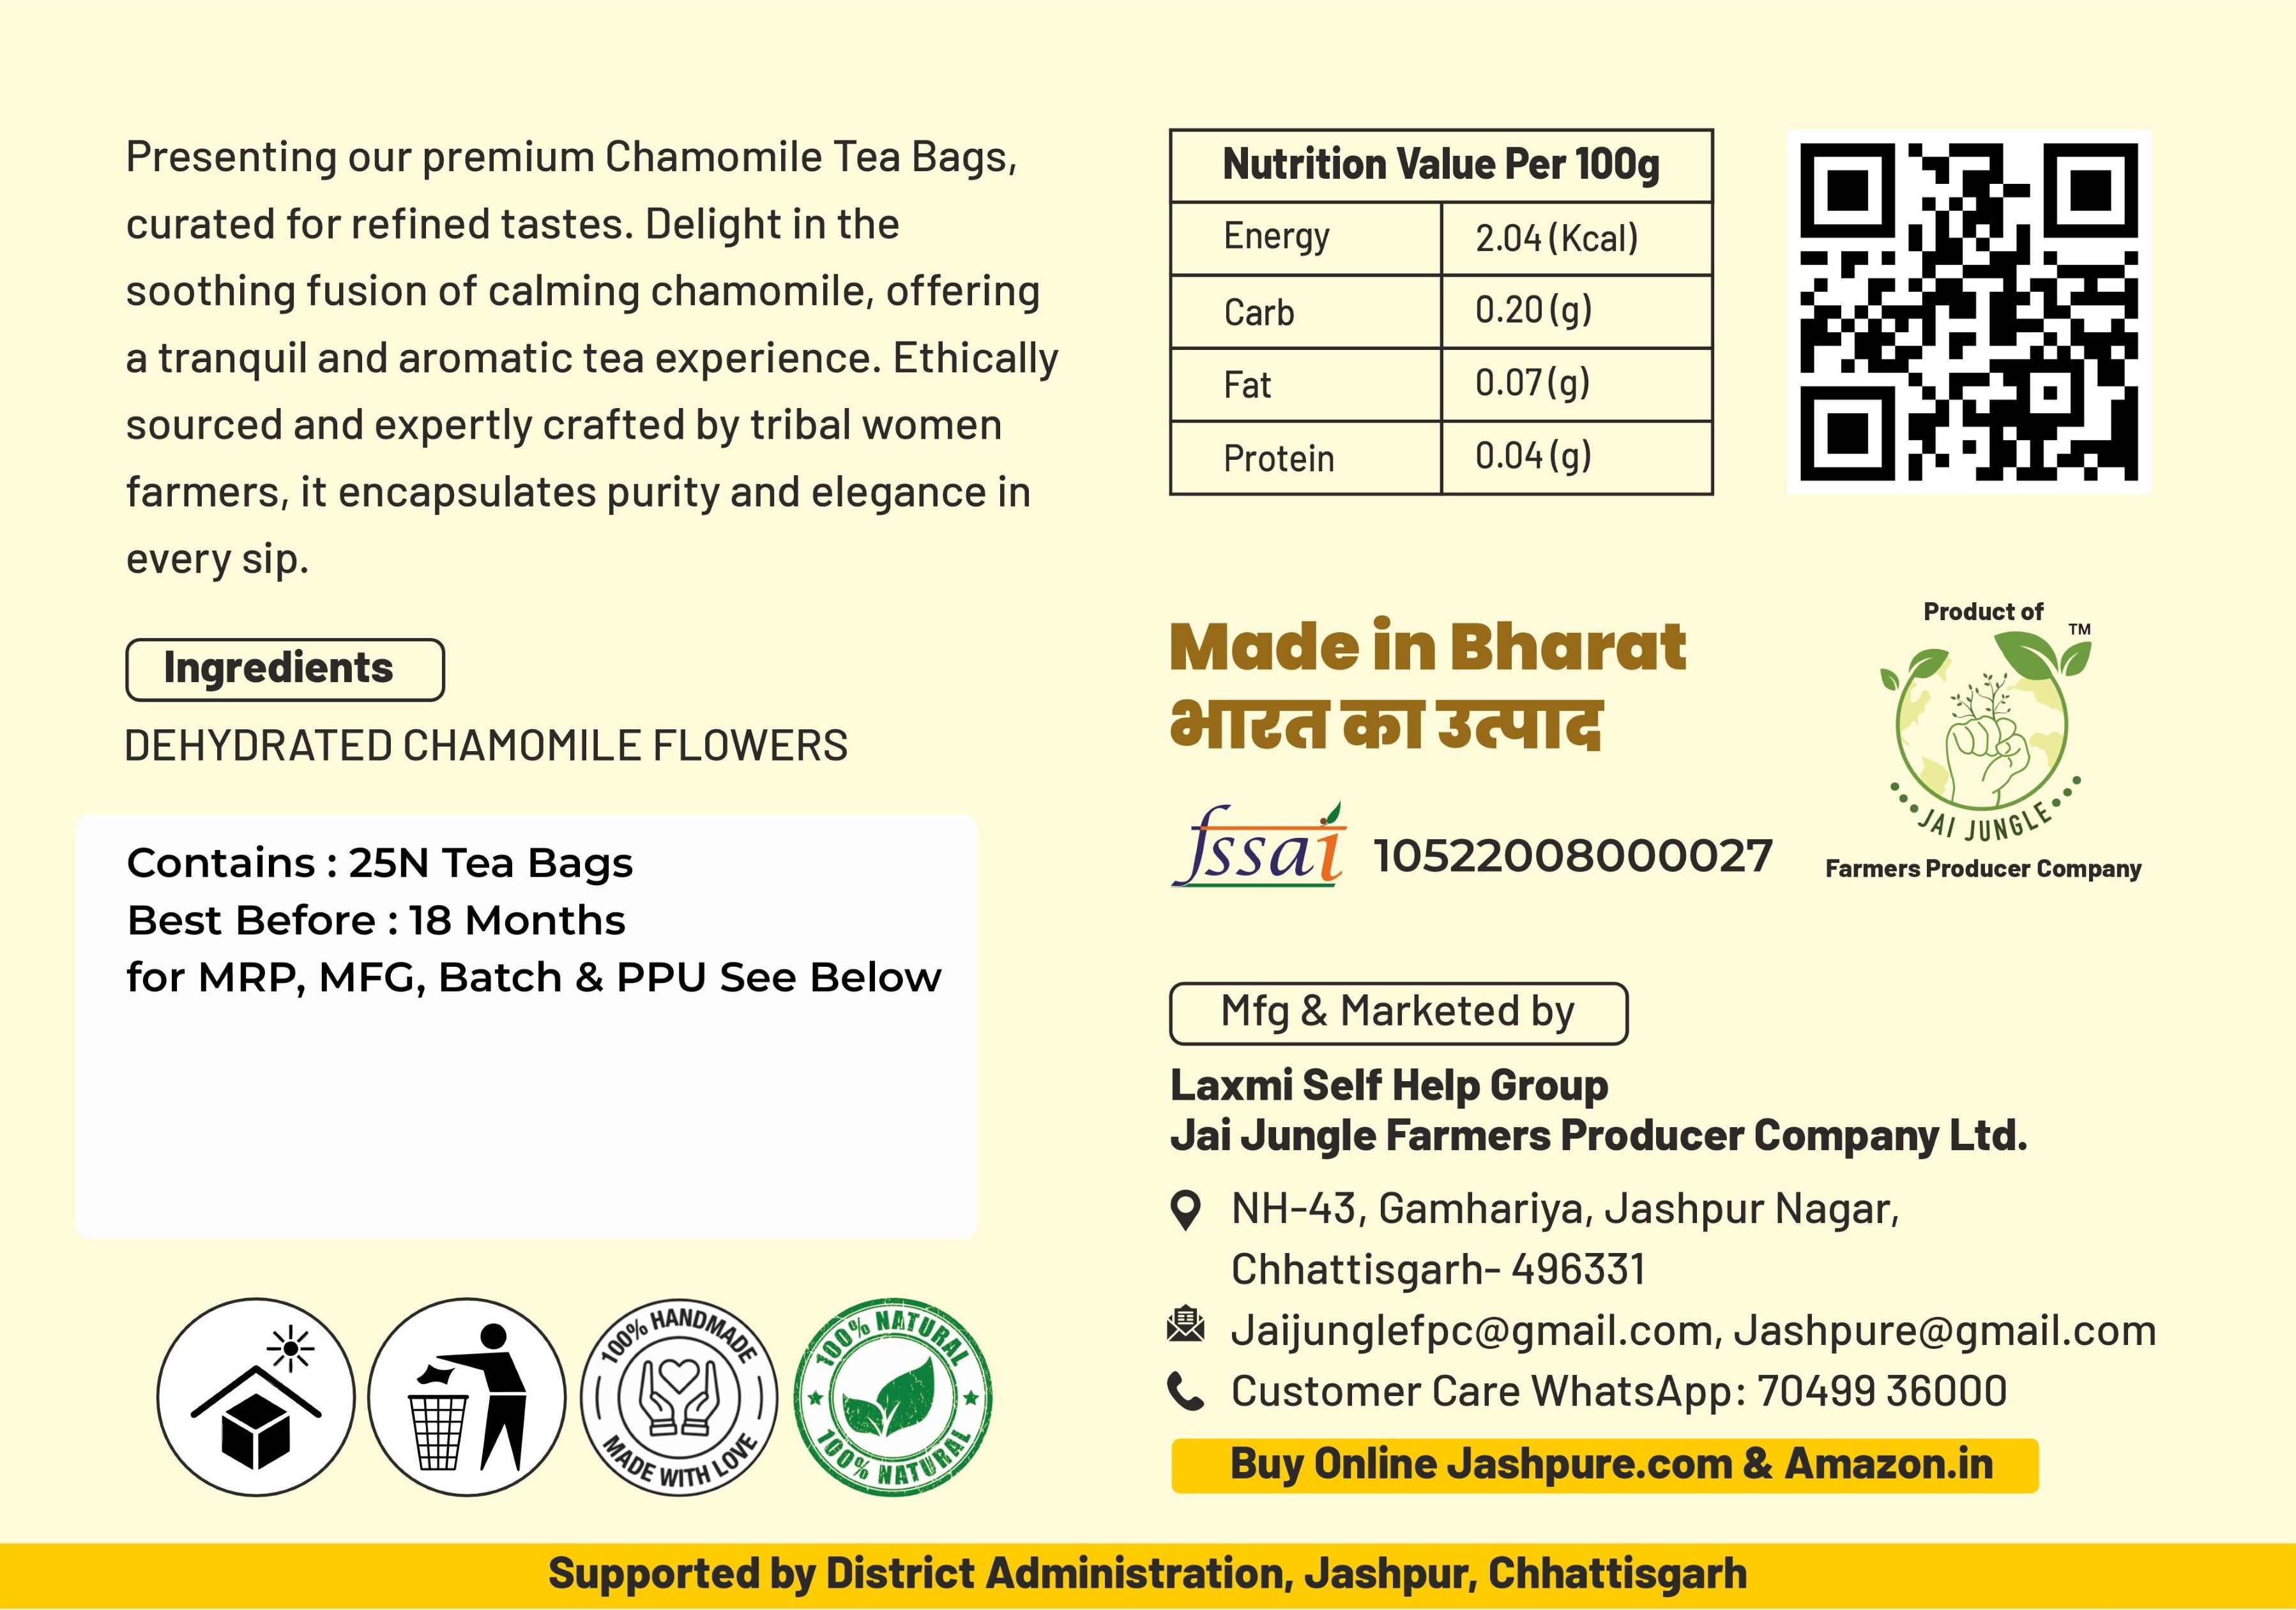 Presenting our premium Chamomile Tea Bags,
curated for refined tastes. Delight in the
soothing fusion of calming chamomile, offering
a tranquil and aromatic tea experience. Ethically
sourced and expertly crafted by tribal women
farmers, it encapsulates purity and elegance in
every sip.
Ingredients
DEHYDRATED CHAMOMILE FLOWERS
Contains : 25N Tea Bags
Best Before : 18 Months
for MRP, MFG, Batch & PPU See Below
100% HANDMADE
MADE WITH LOVE
100% NATURAL
100% NATURAL
Nutrition Value Per 100g
Energy 2.04 (Kcal)
Carb 0.20 (g)
Fat 0.07 (g)
Protein 0.04 (g)
Made in Bharat
भारत का उत्पाद
fssai 10522008000027
Product of
TM
JAI JUNGLE
Farmers Producer Company
Mfg & Marketed by
Laxmi Self Help Group
Jai Jungle Farmers Producer Company Ltd.
NH-43, Gamhariya, Jashpur Nagar,
Chhattisgarh- 496331
Jaijunglefpc@gmail.com, Jashpure@gmail.com
Customer Care WhatsApp: 70499 36000
Buy Online Jashpure.com & Amazon.in
Supported by District Administration, Jashpur, Chhattisgarh